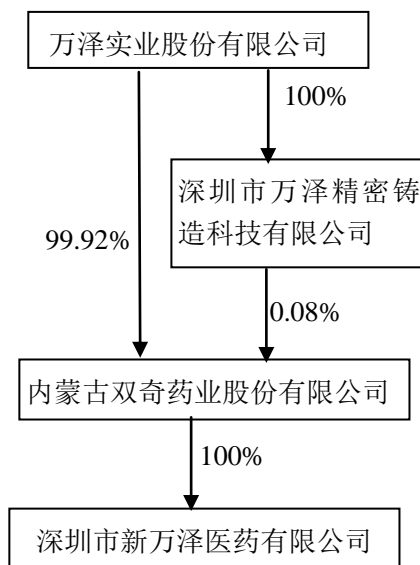 万泽实业股份有限公司
100%
深圳市万泽精密铸
造科技有限公司
99.92%
0.08%
内蒙古双奇药业股份有限公司
100%
深圳市新万泽医药有限公司